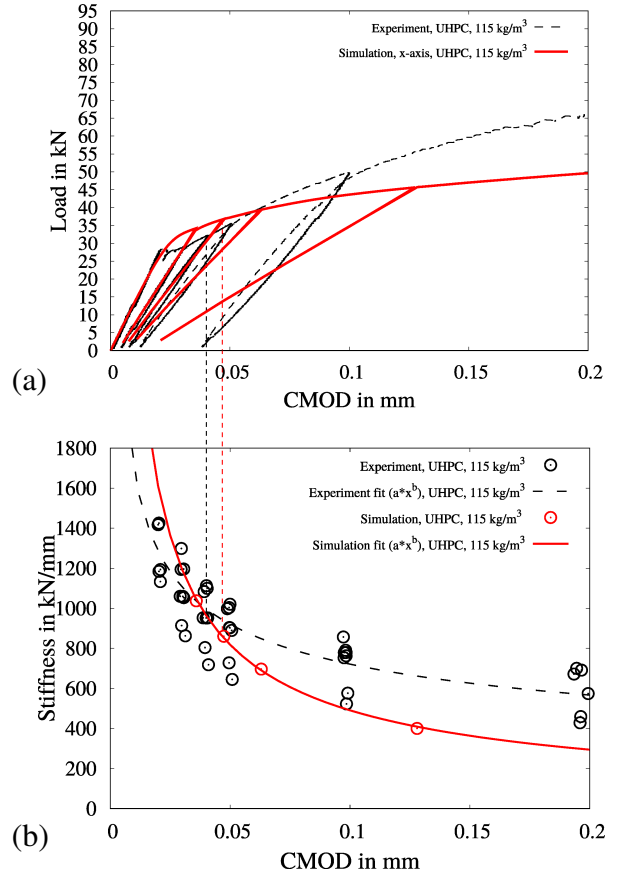 95
90
85
80
75
70
65
60
55
50
45
40
35
30
25
20
15
10
5
0
Load in kN
Experiment, UHPC, 115 kg/m³
Simulation, x-axis, UHPC, 115 kg/m³
0 0.05 0.1 0.15 0.2
CMOD in mm
(a)
1800
1600
1400
1200
1000
800
600
400
200
0
Stiffness in kN/mm
Experiment, UHPC, 115 kg/m³
Experiment fit (a*xᵇ), UHPC, 115 kg/m³
Simulation, UHPC, 115 kg/m³
Simulation fit (a*xᵇ), UHPC, 115 kg/m³
0 0.05 0.1 0.15 0.2
CMOD in mm
(b)